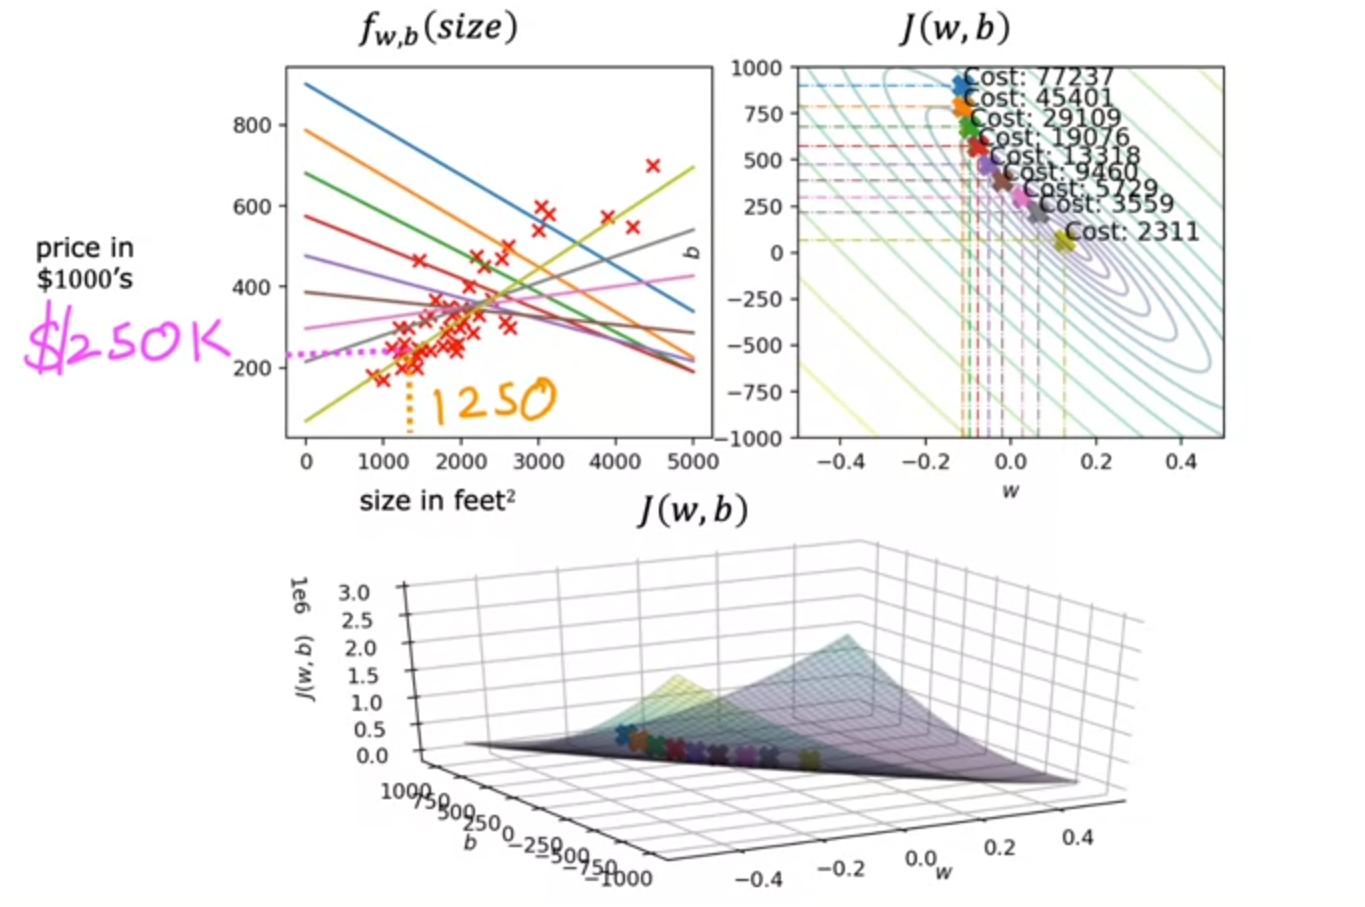 f_{w,b}(size)
J(w, b)
price in
$1000's
$250K
800
600
400
200
0 1000 2000 3000 4000 5000
1250
size in feet²
1000
750
500
250
0
−250
−500
−750
−1000
b
−0.4 −0.2 0.0 0.2 0.4
w
Cost: 77237
Cost: 45401
Cost: 29109
Cost: 19076
Cost: 13318
Cost: 9460
Cost: 5729
Cost: 3559
Cost: 2311
J(w, b)
1e6
J(w, b)
3.0
2.5
2.0
1.5
1.0
0.5
0.0
1000
750
500
250
0
−250
−500
−750
−1000
b
−0.4 −0.2 0.0 0.2 0.4
w